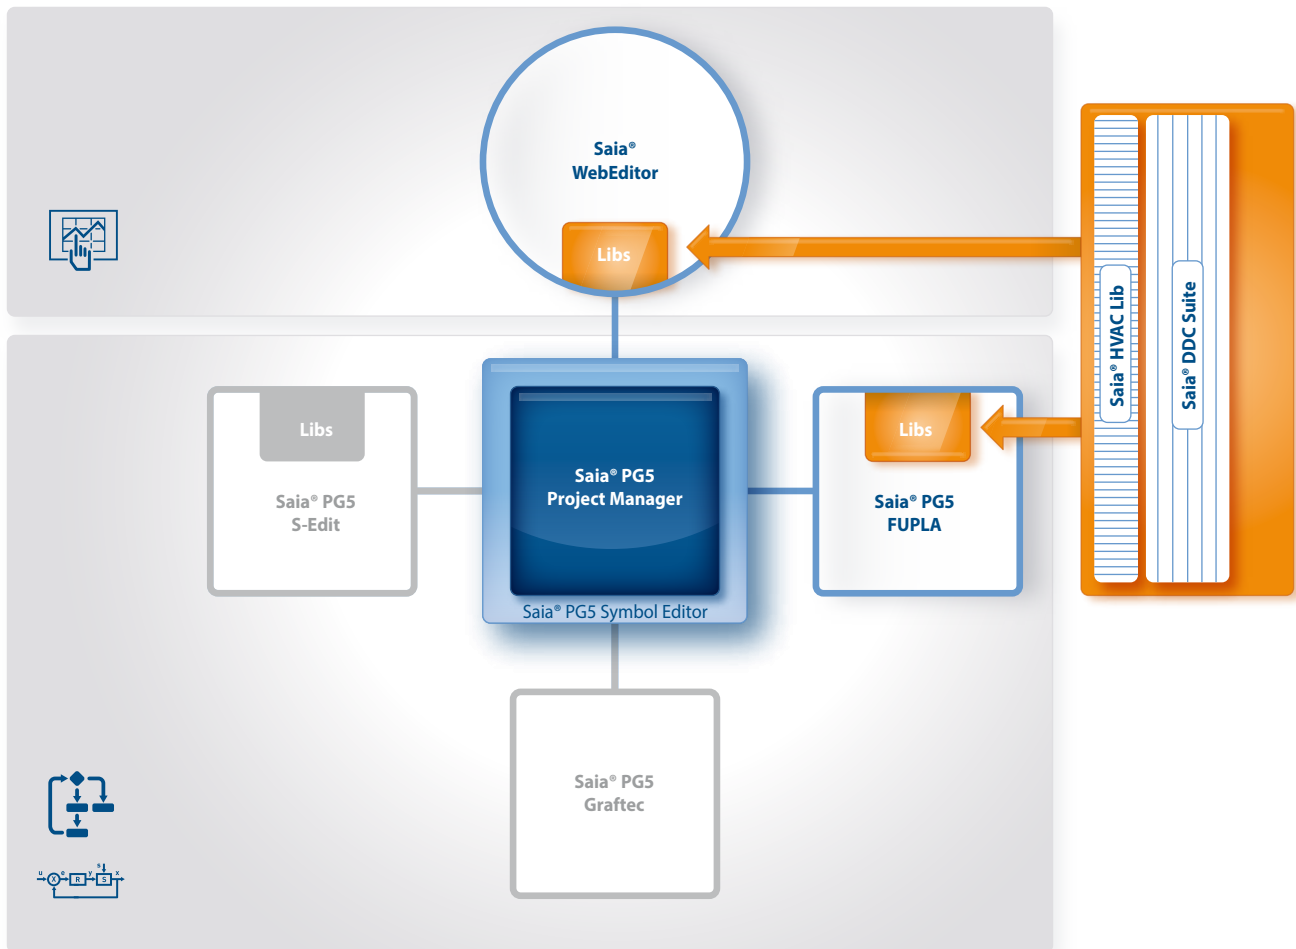 Saia®
WebEditor
Libs
Saia® HVAC Lib
Saia® DDC Suite
Libs
Saia® PG5
S-Edit
Saia® PG5
Project Manager
Saia® PG5 Symbol Editor
Libs
Saia® PG5
FUPLA
Saia® PG5
Graftec
u X e R y s S x